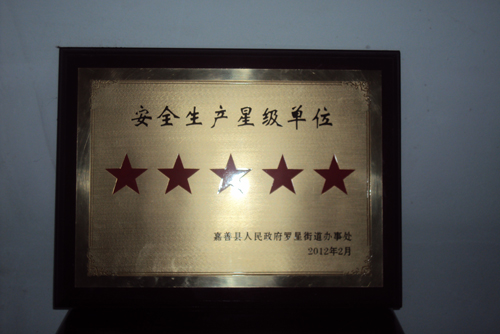 安全生产星级单位
嘉善县人民政府罗星街道办事处
2012年2月